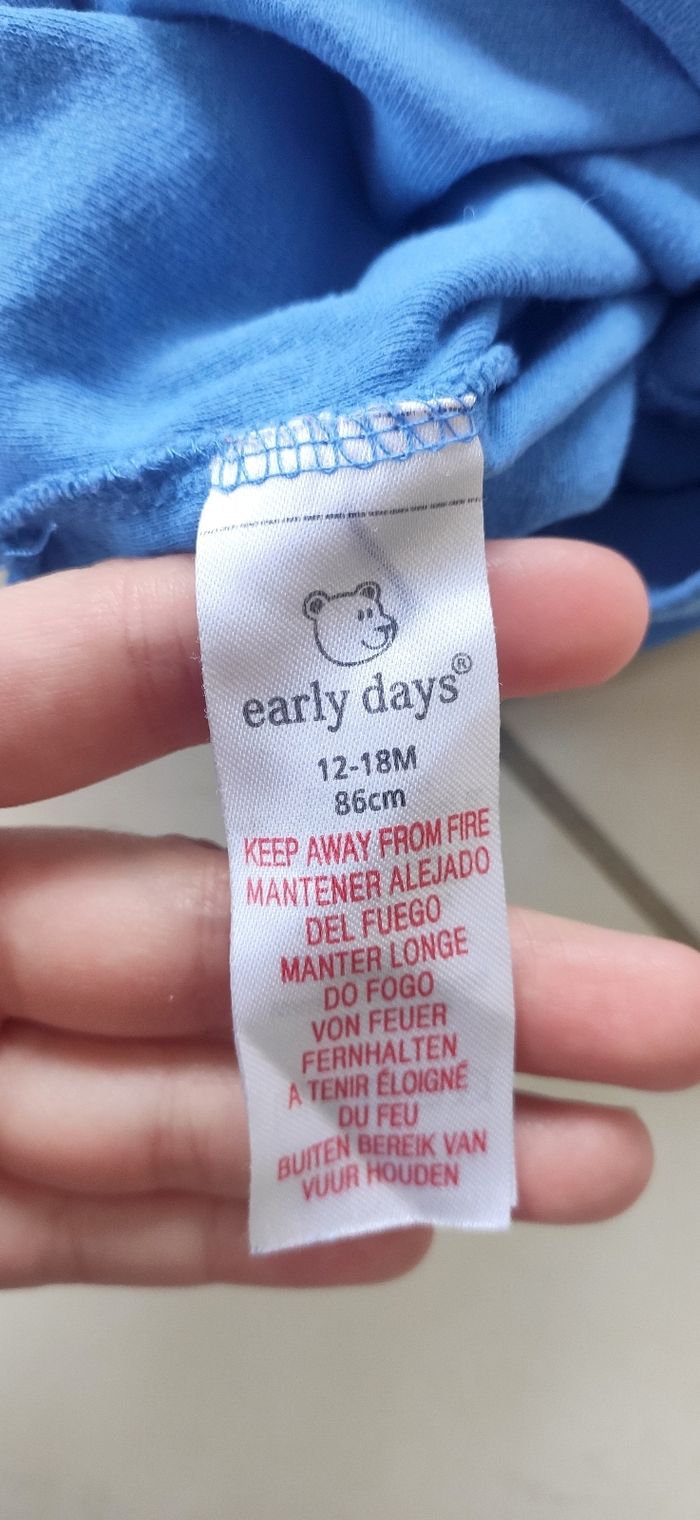 early days®
12-18M
86cm
KEEP AWAY FROM FIRE
MANTENER ALEJADO
DEL FUEGO
MANTER LONGE
DO FOGO
VON FEUER
FERNHALTEN
A TENIR ÉLOIGNÉ
DU FEU
BUITEN BEREIK VAN
VUUR HOUDEN